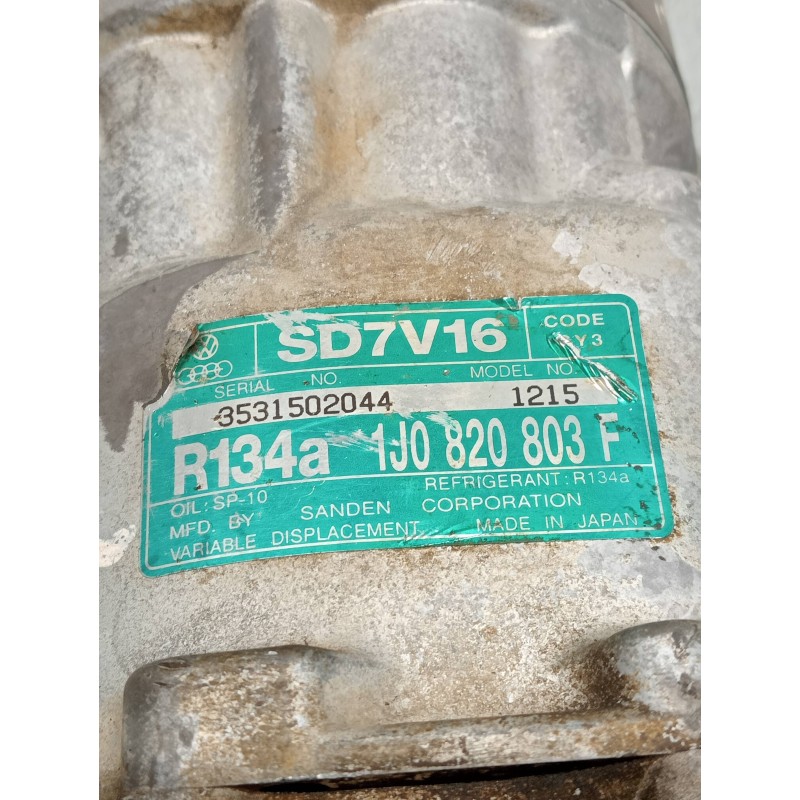 SD7V16 CODE
Y3
SERIAL NO. MODEL NO
3531502044 1215
R134a 1J0 820 803 F
OIL: SP-10 REFRIGERANT: R134a
MFD. BY SANDEN CORPORATION
VARIABLE DISPLACEMENT MADE IN JAPAN